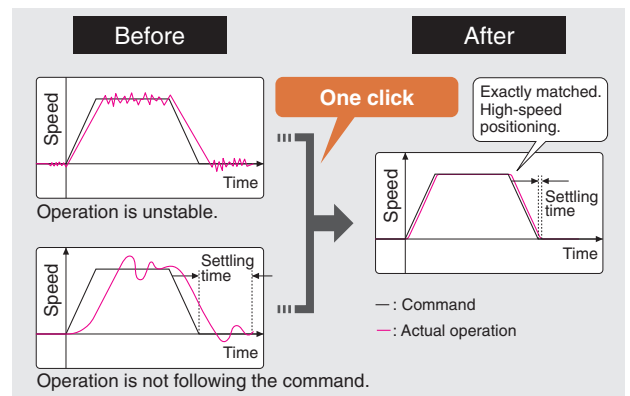 Before
After
Speed
Time
Operation is unstable.
One click
Exactly matched.
High-speed
positioning.
Speed
Settling
time
Time
Operation is not following the command.
Speed
Settling
time
Time
— : Command
— : Actual operation